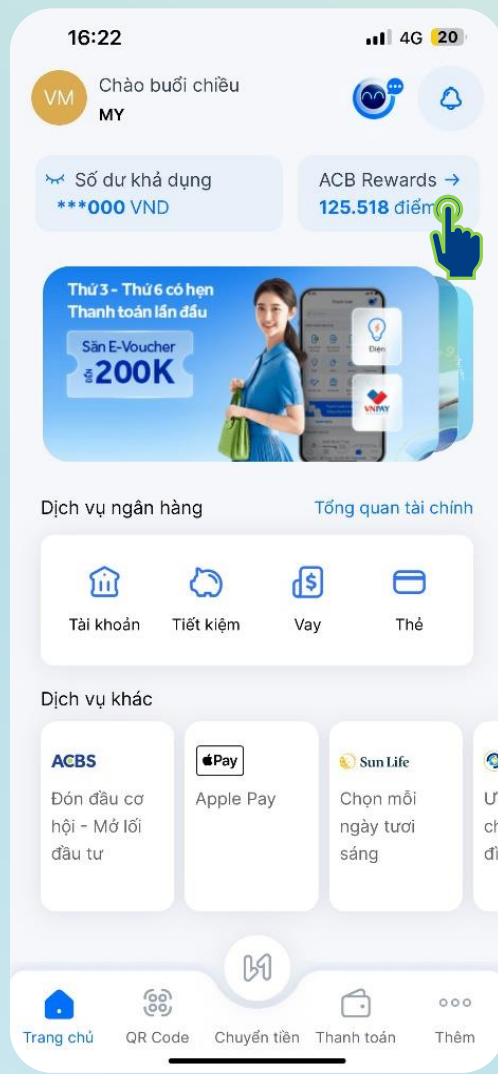 16:22
4G 20
VM
Chào buổi chiều
MY
Số dư khả dụng
***000 VND
ACB Rewards →
125.518 điểm
Thứ 3 - Thứ 6 có hẹn
Thanh toán lần đầu
Săn E-Voucher
ĐẾN 200K
Điện
VNPAY
Dịch vụ ngân hàng
Tổng quan tài chính
Tài khoản
Tiết kiệm
Vay
Thẻ
Dịch vụ khác
ACBS
Đón đầu cơ
hội - Mở lối
đầu tư
Pay
Apple Pay
Sun Life
Chọn mỗi
ngày tươi
sáng
Trang chủ
QR Code
Chuyển tiền
Thanh toán
Thêm